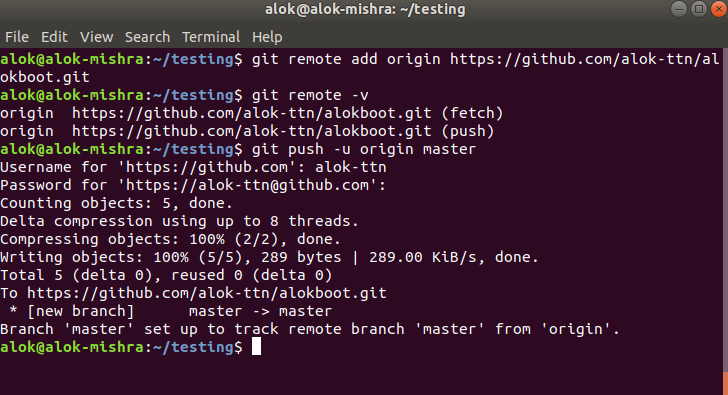 alok@alok-mishra: ~/testing
File Edit View Search Terminal Help
alok@alok-mishra:~/testing$ git remote add origin https://github.com/alok-ttn/al
okboot.git
alok@alok-mishra:~/testing$ git remote -v
origin  https://github.com/alok-ttn/alokboot.git (fetch)
origin  https://github.com/alok-ttn/alokboot.git (push)
alok@alok-mishra:~/testing$ git push -u origin master
Username for 'https://github.com': alok-ttn
Password for 'https://alok-ttn@github.com':
Counting objects: 5, done.
Delta compression using up to 8 threads.
Compressing objects: 100% (2/2), done.
Writing objects: 100% (5/5), 289 bytes | 289.00 KiB/s, done.
Total 5 (delta 0), reused 0 (delta 0)
To https://github.com/alok-ttn/alokboot.git
 * [new branch]      master -> master
Branch 'master' set up to track remote branch 'master' from 'origin'.
alok@alok-mishra:~/testing$